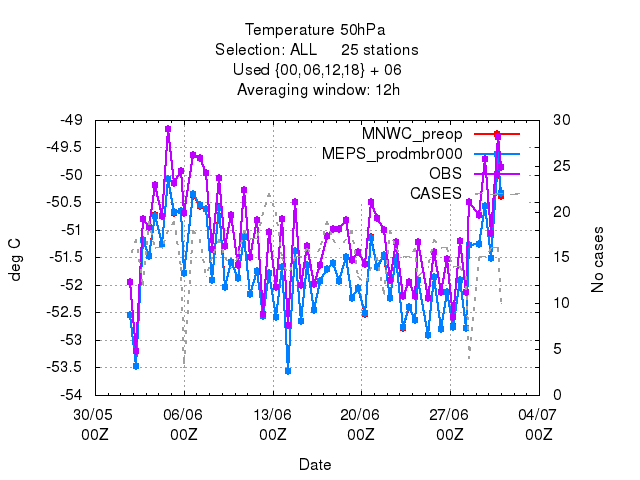 Temperature 50hPa
Selection: ALL     25 stations
Used {00,06,12,18} + 06
Averaging window: 12h
-49
-49.5
-50
-50.5
-51
-51.5
-52
-52.5
-53
-53.5
-54
deg C
30
25
20
15
10
5
0
No cases
MNWC_preop
MEPS_prodmbr000
OBS
CASES
30/05 06/06 13/06 20/06 27/06 04/07
00Z 00Z 00Z 00Z 00Z 00Z
Date